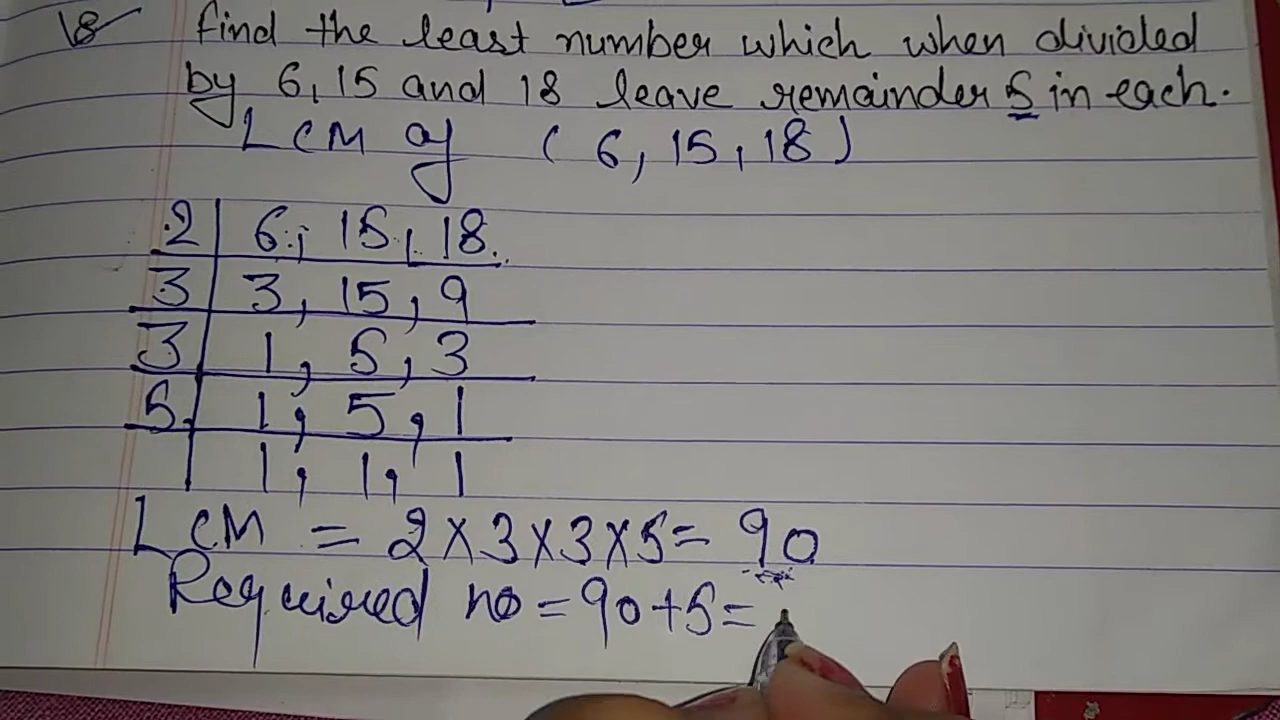 18 find the least number which when divided
by 6, 15 and 18 leave remainder 5 in each.
LCM of ( 6, 15, 18 )
2 | 6, 15, 18
3 | 3, 15, 9
3 | 1, 5, 3
5 | 1, 5, 1
| 1, 1, 1
LCM = 2×3×3×5= 90
Required no = 90+5=